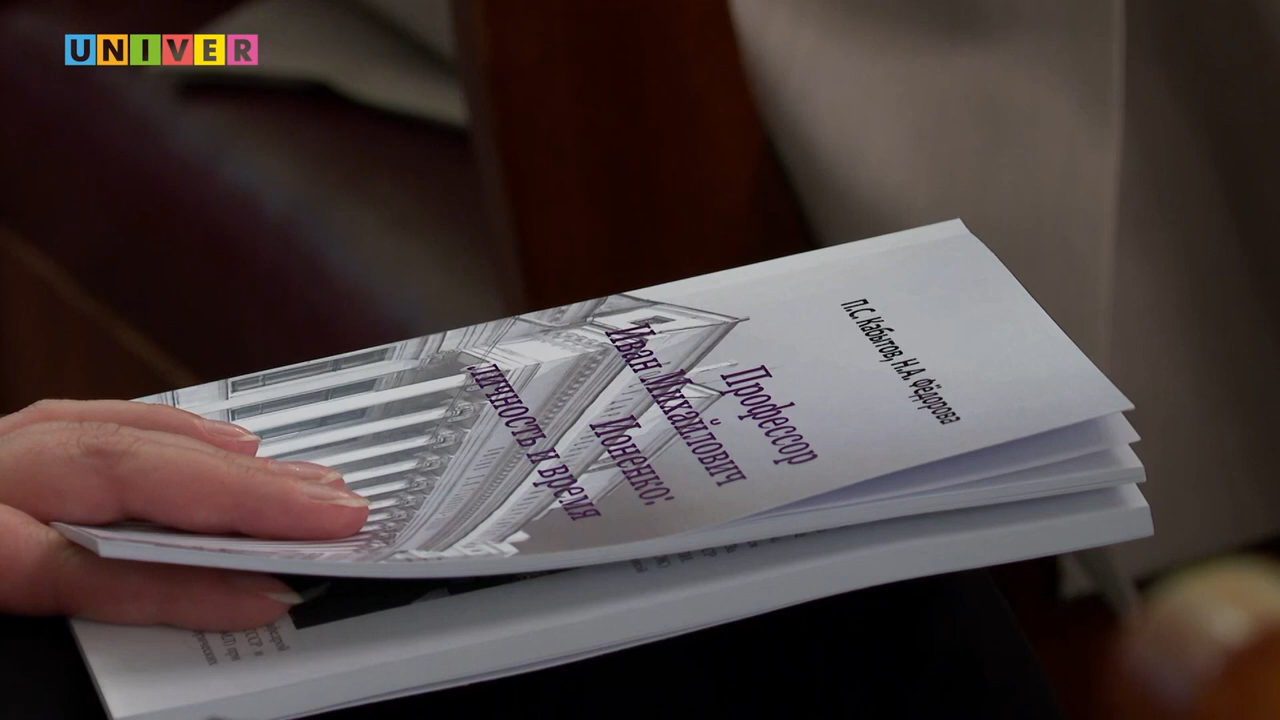 UNIVER
П.С. Кабытов, Н.А. Фёдорова
Профессор
Иван Михайлович
Ионенко:
личность и время